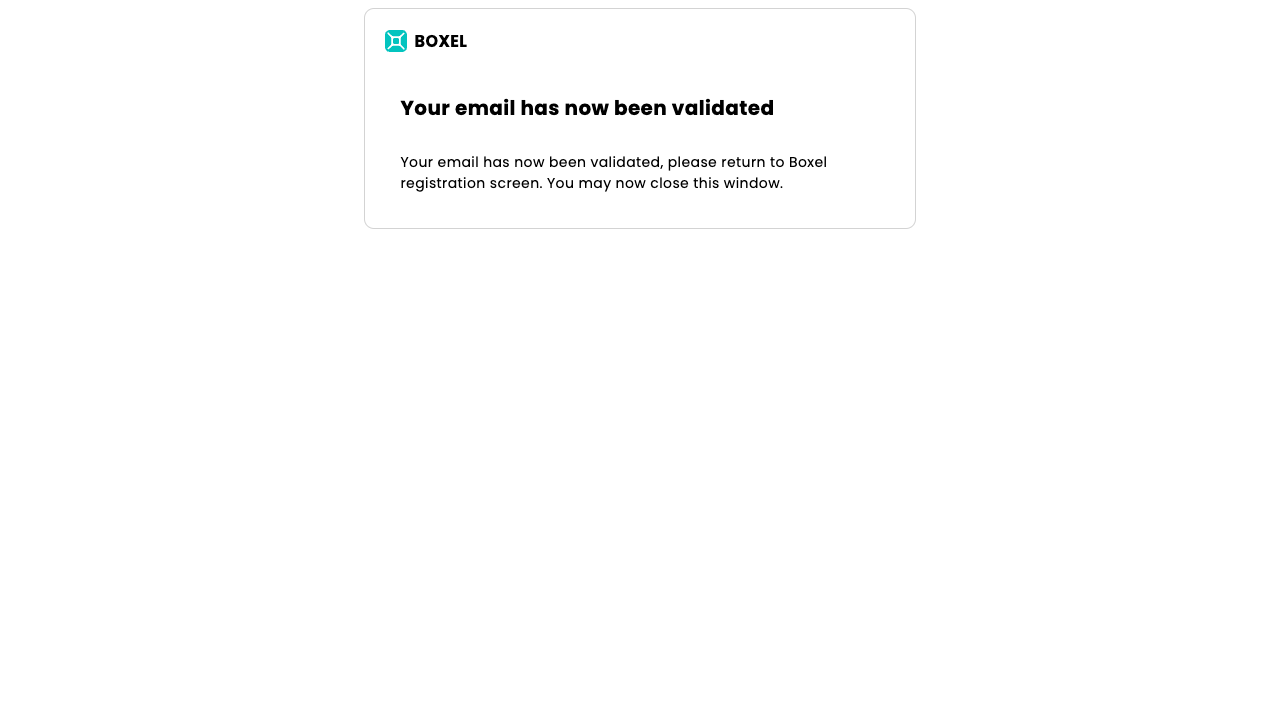 BOXEL
Your email has now been validated
Your email has now been validated, please return to Boxel
registration screen. You may now close this window.